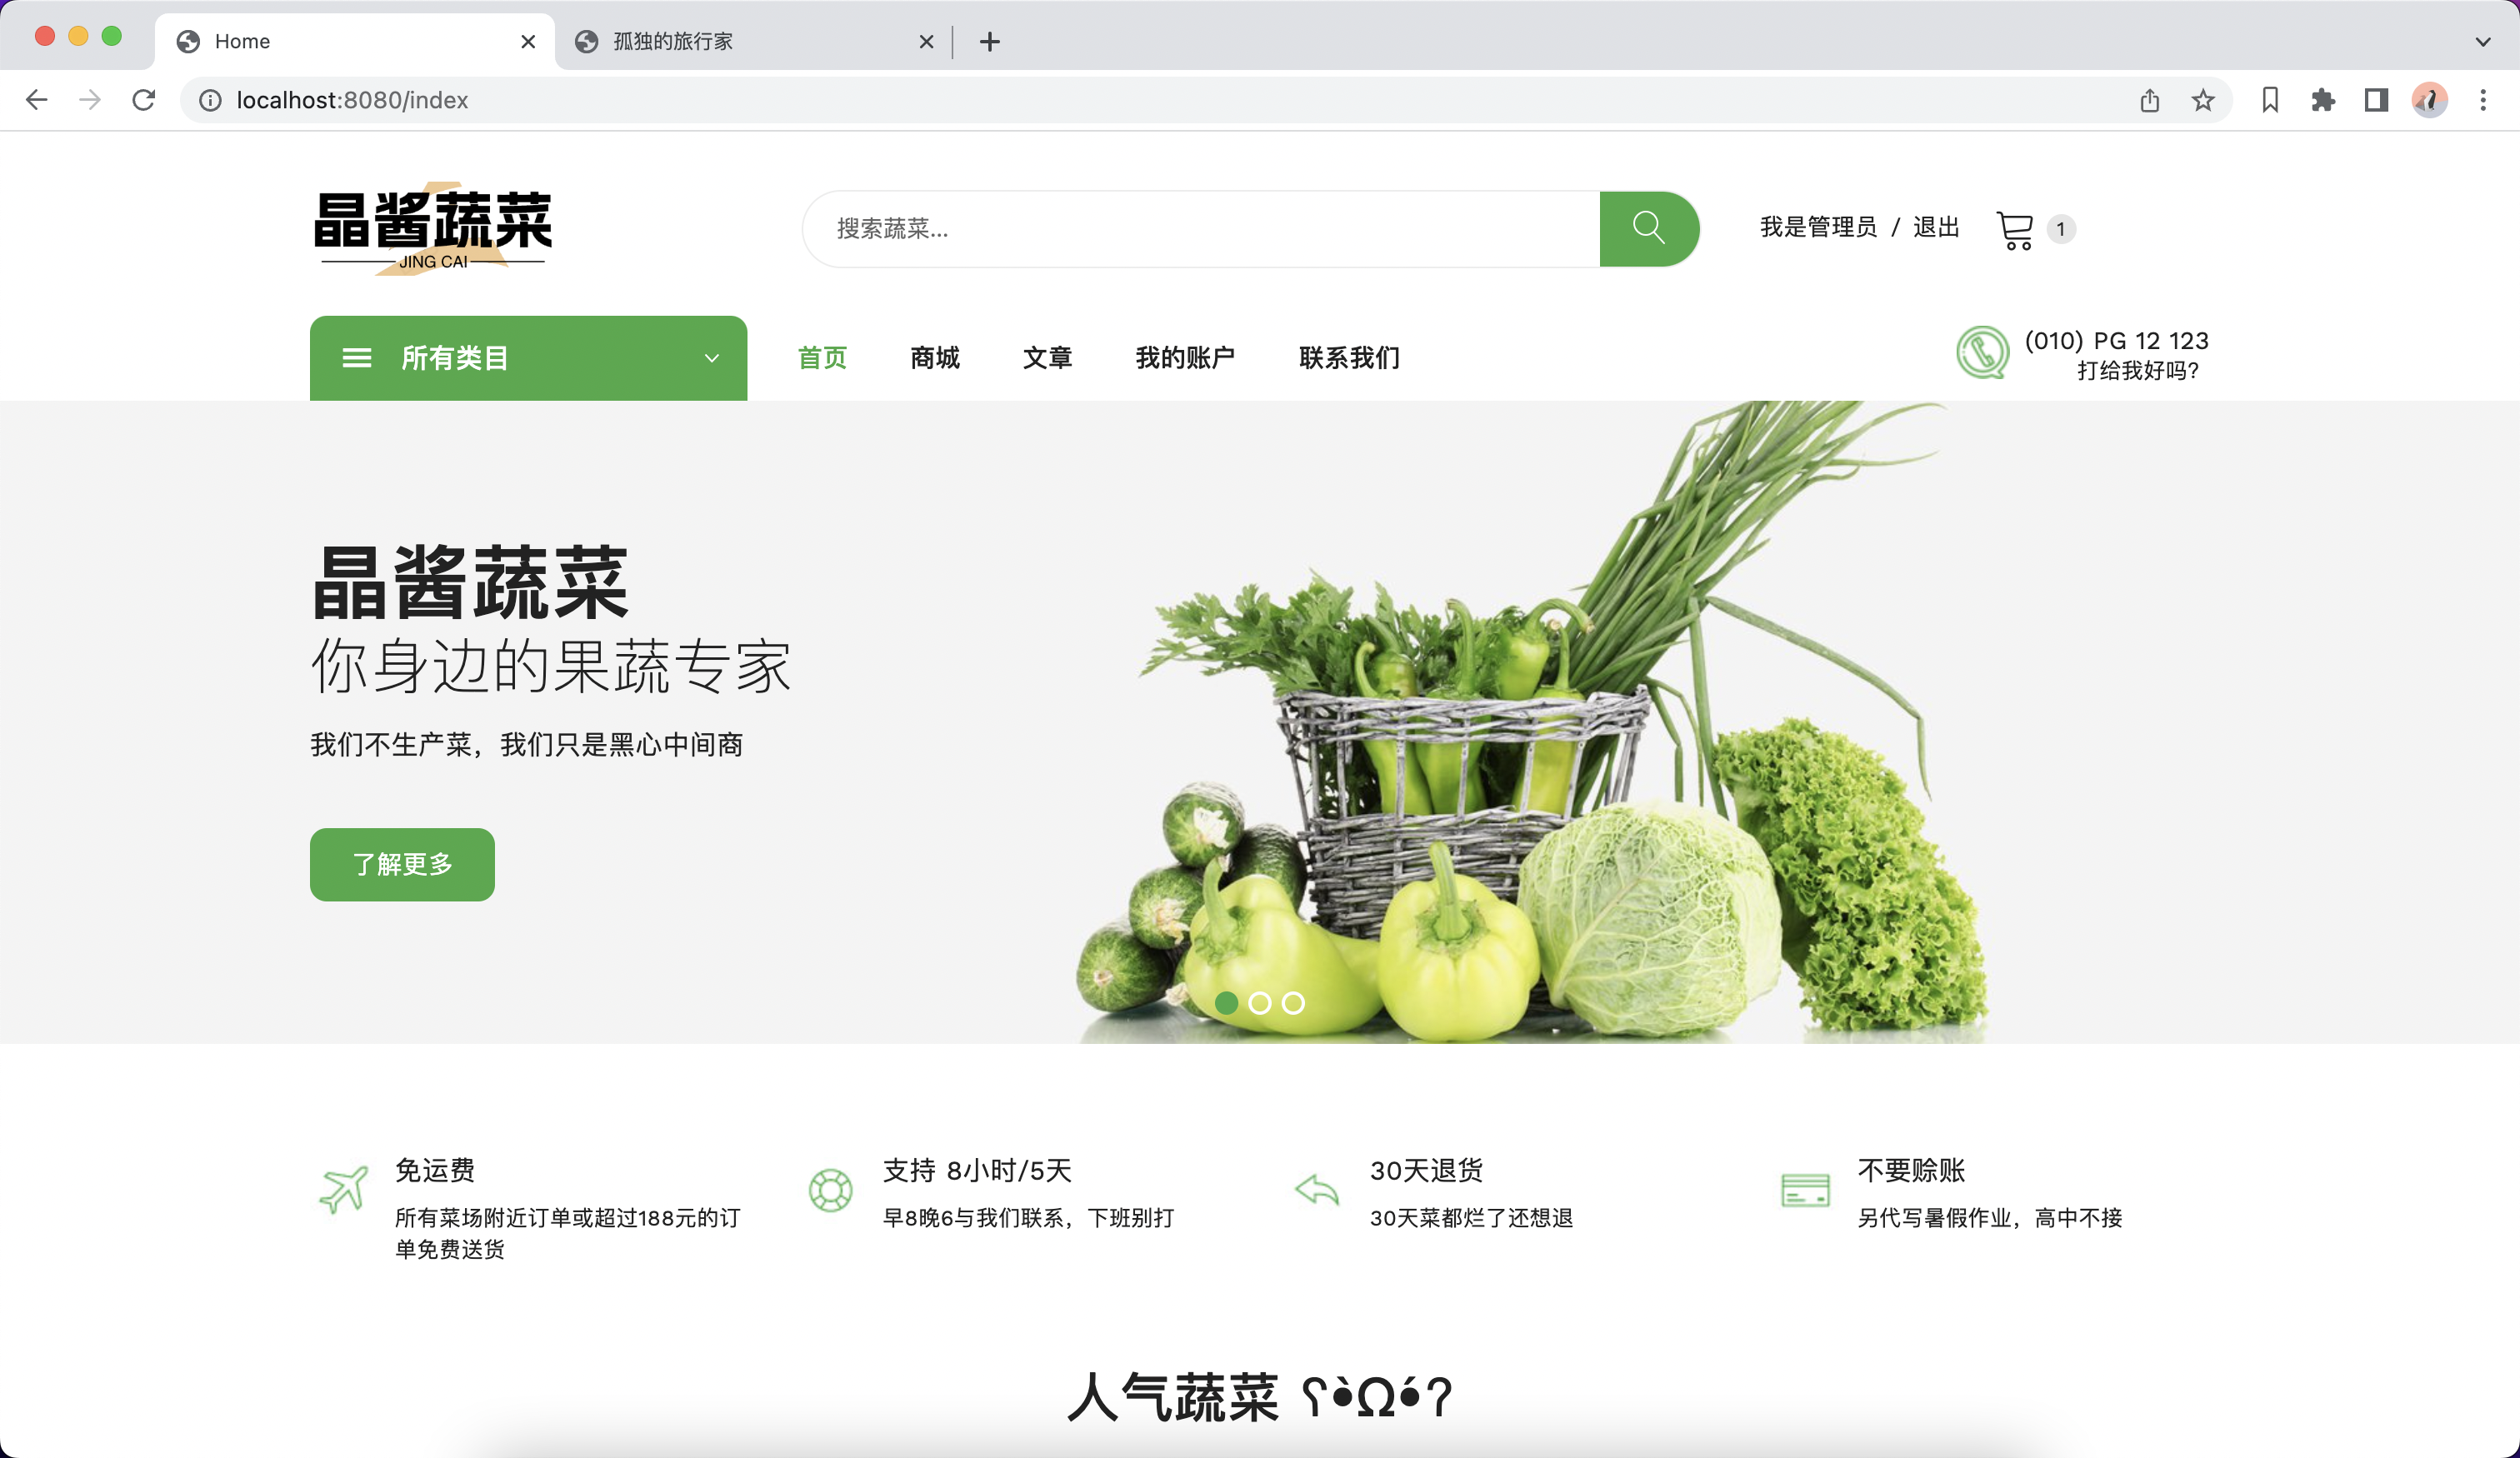 Home
孤独的旅行家
localhost:8080/index
晶酱蔬菜
JING CAI
搜索蔬菜...
我是管理员 / 退出
1
所有类目
首页
商城
文章
我的账户
联系我们
(010) PG 12 123
打给我好吗?
晶酱蔬菜
你身边的果蔬专家
我们不生产菜，我们只是黑心中间商
了解更多
免运费
所有菜场附近订单或超过188元的订
单免费送货
支持 8小时/5天
早8晚6与我们联系，下班别打
30天退货
30天菜都烂了还想退
不要赊账
另代写暑假作业，高中不接
人气蔬菜 ʕ•̀Ω•́ʔ